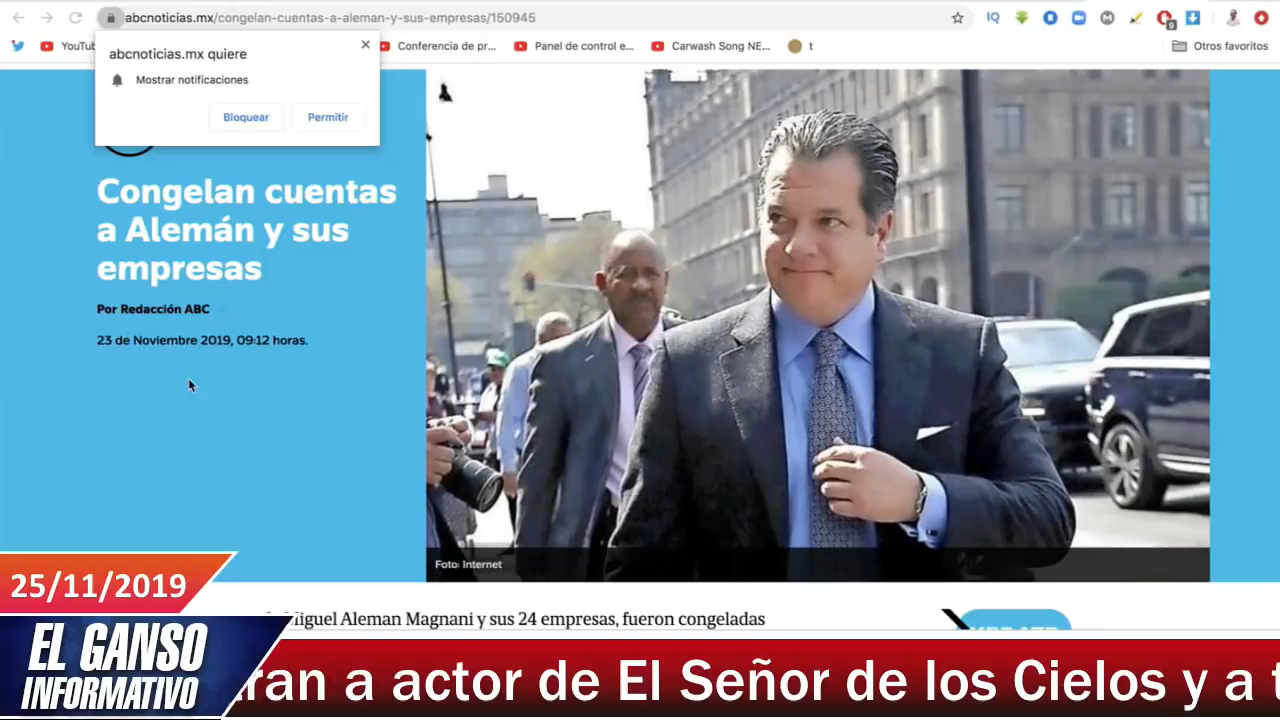 abcnoticias.mx/congelan-cuentas-a-aleman-y-sus-empresas/150945
IQ
9
Conferencia de pr...
Panel de control e...
Carwash Song NE...
t
Otros favoritos
abcnoticias.mx quiere
Mostrar notificaciones
Bloquear
Permitir
Congelan cuentas
a Alemán y sus
empresas
Por Redacción ABC
23 de Noviembre 2019, 09:12 horas.
Foto: Internet
Miguel Aleman Magnani y sus 24 empresas, fueron congeladas
25/11/2019
EL GANSO
INFORMATIVO
a actor de El Señor de los Cielos y a